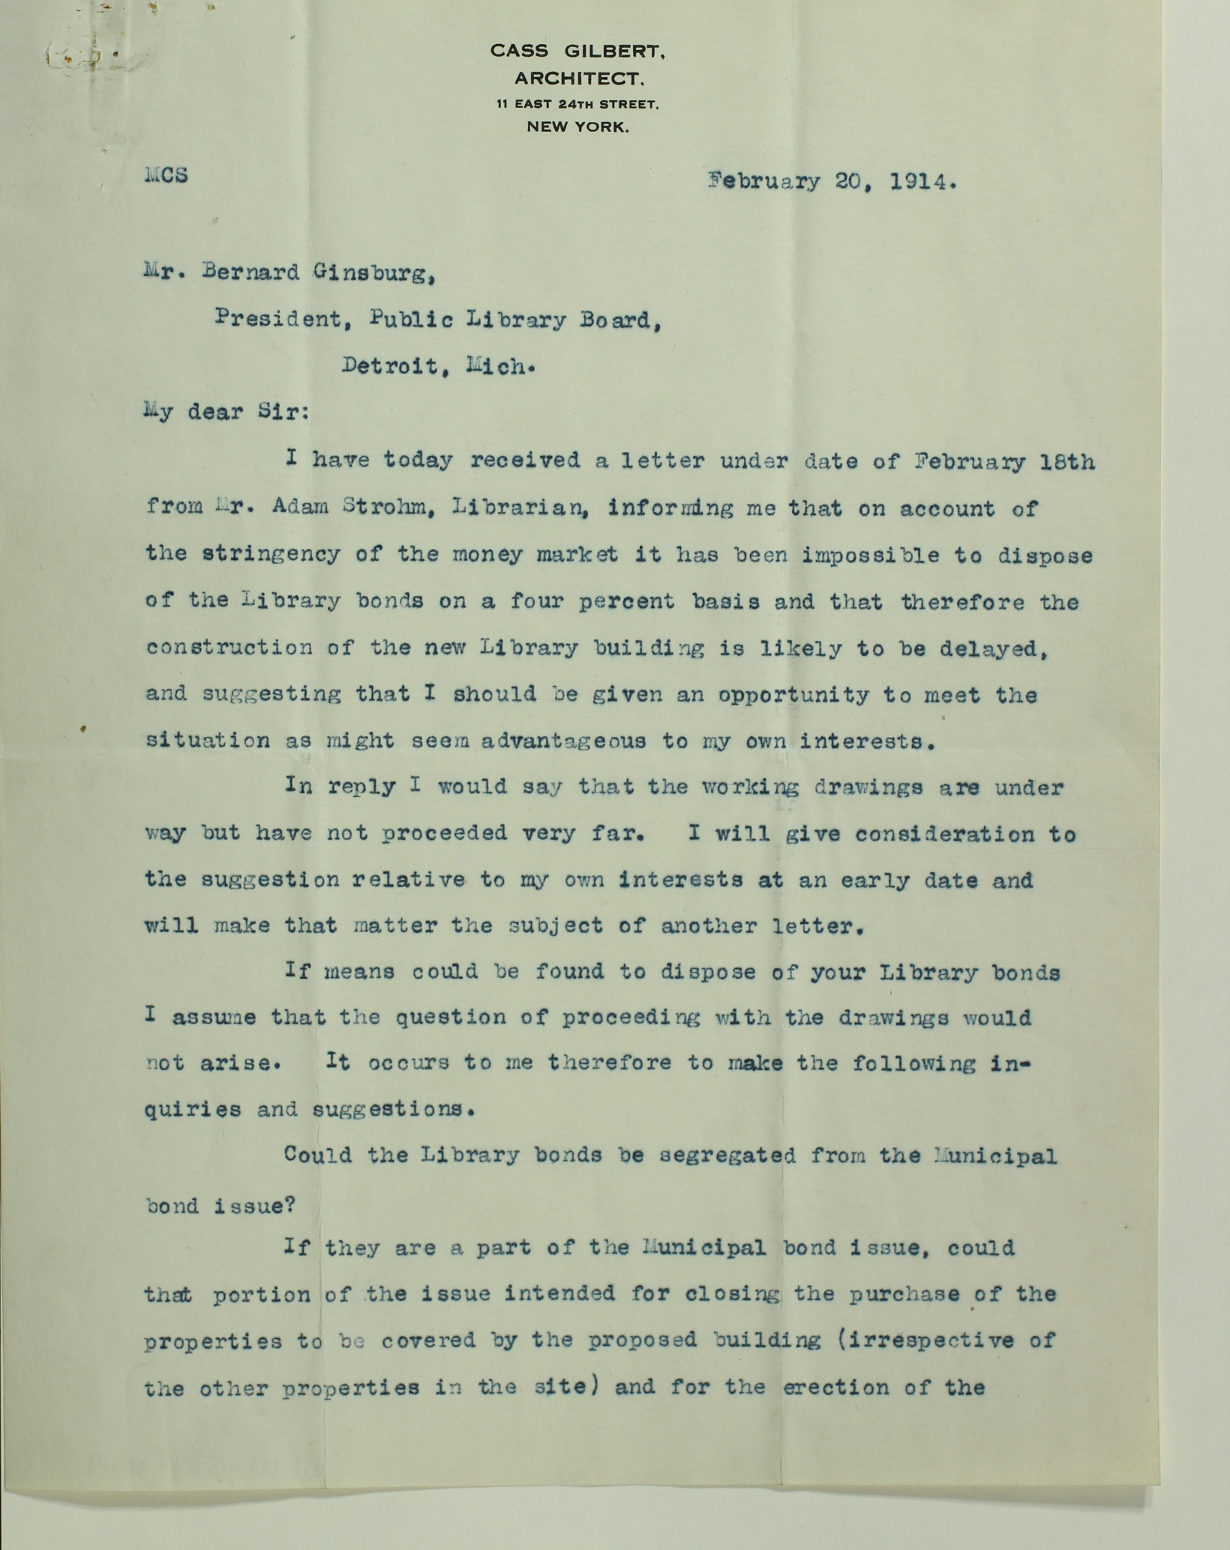 CASS GILBERT,
ARCHITECT.
11 EAST 24TH STREET.
NEW YORK.
MCS
February 20, 1914.
Mr. Bernard Ginsburg,
President, Public Library Board,
Detroit, Mich.
My dear Sir:
I have today received a letter under date of February 18th
from Mr. Adam Strohm, Librarian, informing me that on account of
the stringency of the money market it has been impossible to dispose
of the Library bonds on a four percent basis and that therefore the
construction of the new Library building is likely to be delayed,
and suggesting that I should be given an opportunity to meet the
situation as might seem advantageous to my own interests.
In reply I would say that the working drawings are under
way but have not proceeded very far. I will give consideration to
the suggestion relative to my own interests at an early date and
will make that matter the subject of another letter.
If means could be found to dispose of your Library bonds
I assume that the question of proceeding with the drawings would
not arise. It occurs to me therefore to make the following in-
quiries and suggestions.
Could the Library bonds be segregated from the Municipal
bond issue?
If they are a part of the Municipal bond issue, could
that portion of the issue intended for closing the purchase of the
properties to be covered by the proposed building (irrespective of
the other properties in the site) and for the erection of the